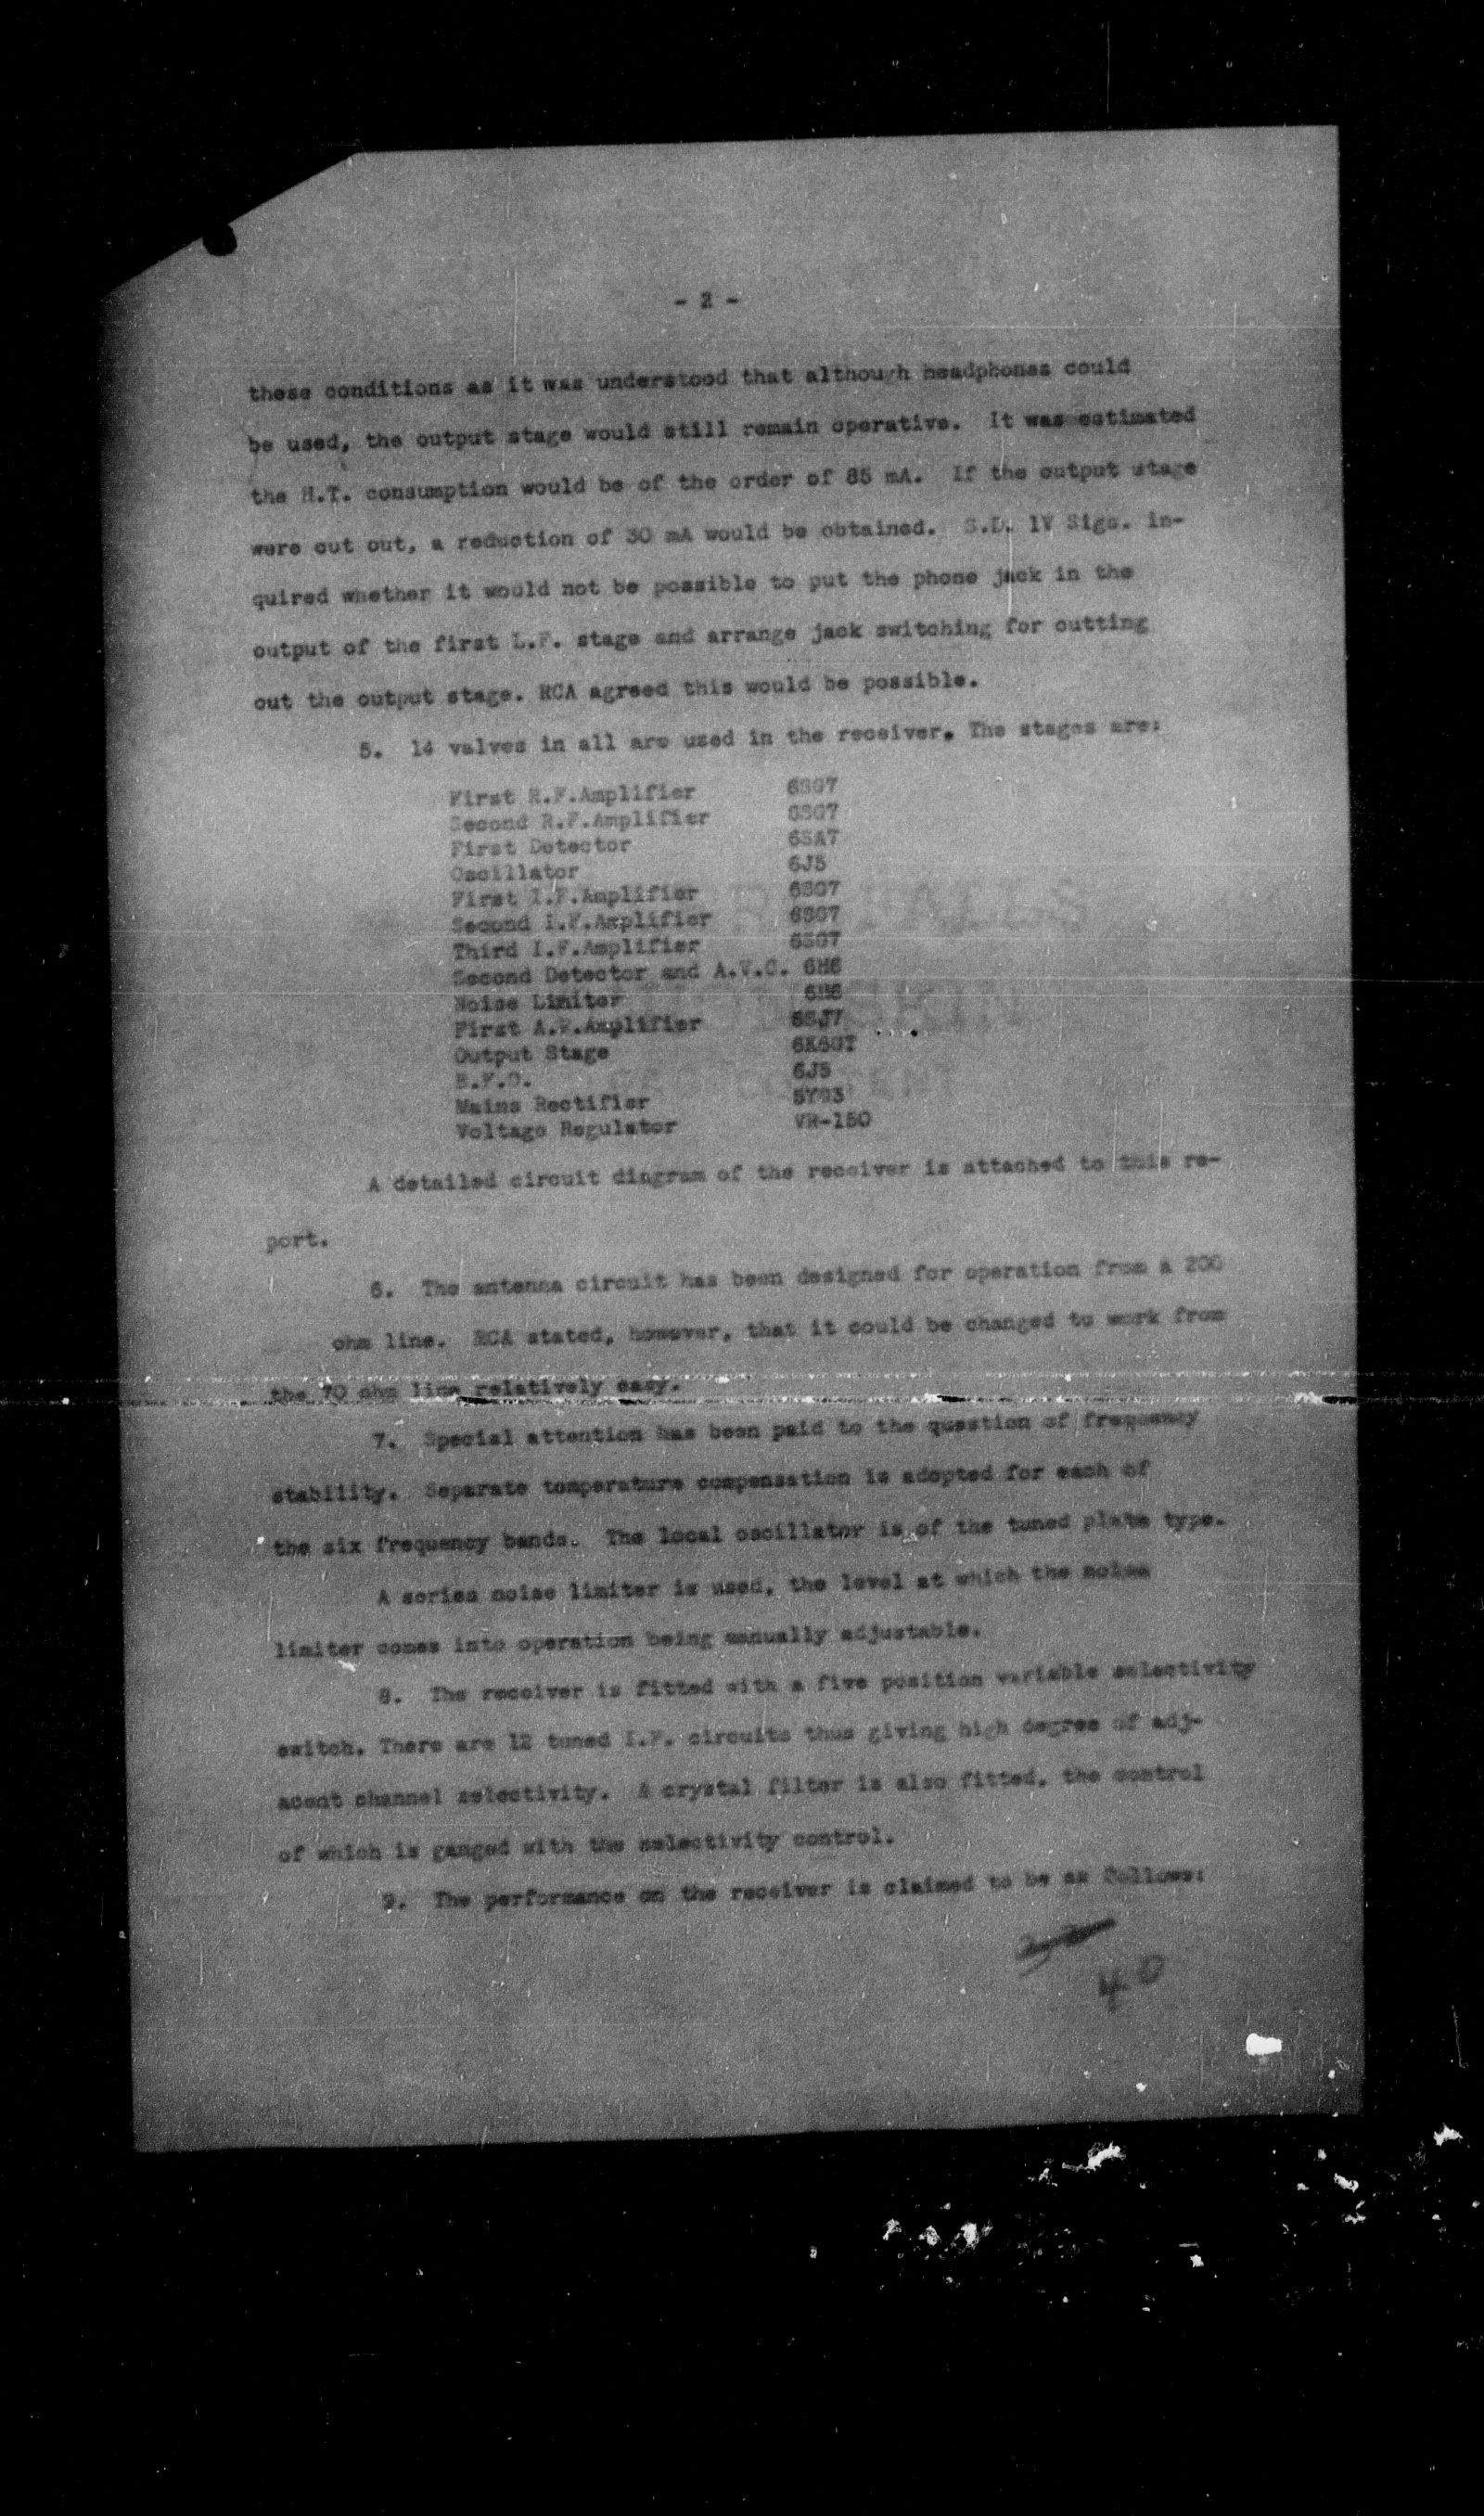 - 2 -
these conditions as it was understood that although headphones could
be used, the output stage would still remain operative. It was estimated
the H.T. consumption would be of the order of 85 mA. If the output stage
were cut out, a reduction of 30 mA would be obtained. S.D. 1V Sigs. in-
quired whether it would not be possible to put the phone jack in the
output of the first L.F. stage and arrange jack switching for cutting
out the output stage. RCA agreed this would be possible.
5. 14 valves in all are used in the receiver. The stages are:
First R.F.Amplifier 6SG7
Second R.F.Amplifier 6SG7
First Detector 6SA7
Oscillator 6J5
First I.F.Amplifier 6SG7
Second I.F.Amplifier 6SG7
Third I.F.Amplifier 6SG7
Second Detector and A.V.C. 6H6
Noise Limiter 6H6
First A.F.Amplifier 6SJ7
Output Stage 6K6GT
B.F.O. 6J5
Mains Rectifier 5Y3
Voltage Regulator VR-150
A detailed circuit diagram of the receiver is attached to this re-
port.
6. The antenna circuit has been designed for operation from a 200
ohm line. RCA stated, however, that it could be changed to work from
the 70 ohm line relatively easy.
7. Special attention has been paid to the question of frequency
stability. Separate temperature compensation is adopted for each of
the six frequency bands. The local oscillator is of the tuned plate type.
A series noise limiter is used, the level at which the noise
limiter comes into operation being manually adjustable.
8. The receiver is fitted with a five position variable selectivity
switch. There are 12 tuned I.F. circuits thus giving high degree of adj-
acent channel selectivity. A crystal filter is also fitted, the control
of which is ganged with the selectivity control.
9. The performance on the receiver is claimed to be as follows:
40